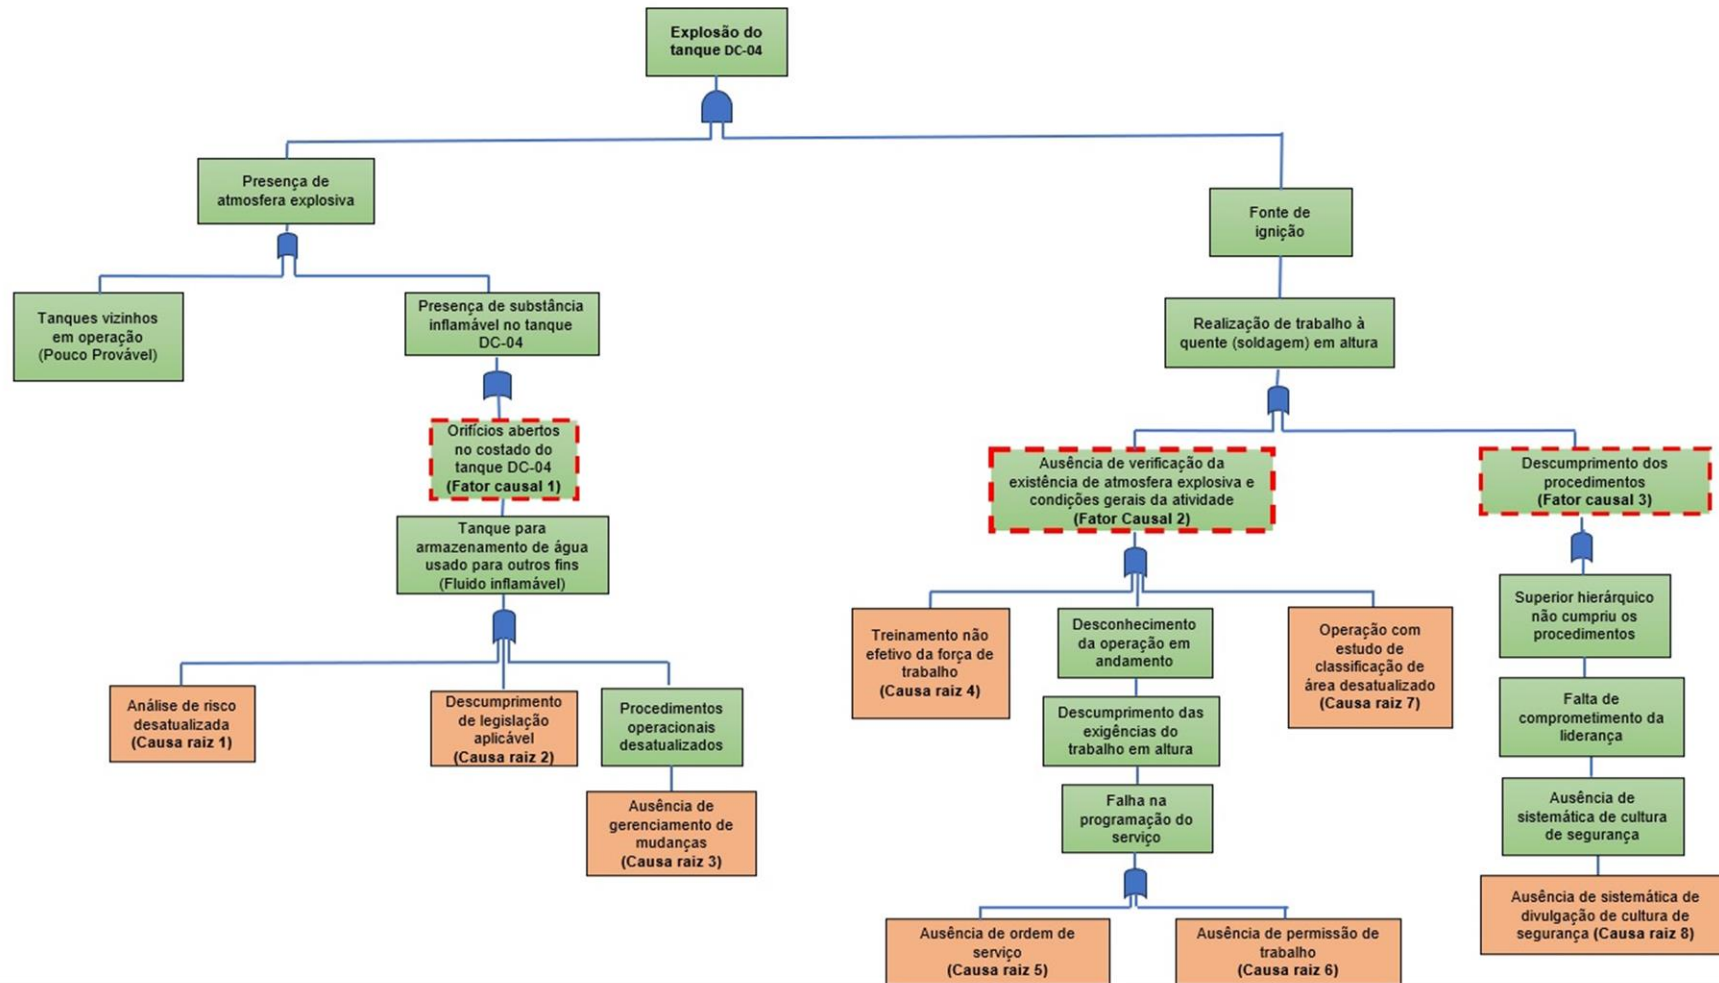 Explosão do
tanque DC-04
Presença de
atmosfera explosiva
Fonte de
ignição
Tanques vizinhos
em operação
(Pouco Provável)
Presença de substância
inflamável no tanque
DC-04
Realização de trabalho à
quente (soldagem) em altura
Orifícios abertos
no costado do
tanque DC-04
(Fator causal 1)
Ausência de verificação da
existência de atmosfera explosiva e
condições gerais da atividade
(Fator Causal 2)
Descumprimento dos
procedimentos
(Fator causal 3)
Tanque para
armazenamento de água
usado para outros fins
(Fluido inflamável)
Treinamento não
efetivo da força de
trabalho
(Causa raiz 4)
Desconhecimento
da operação em
andamento
Operação com
estudo de
classificação de
área desatualizado
(Causa raiz 7)
Superior hierárquico
não cumpriu os
procedimentos
Análise de risco
desatualizada
(Causa raiz 1)
Descumprimento
de legislação
aplicável
(Causa raiz 2)
Procedimentos
operacionais
desatualizados
Descumprimento das
exigências do
trabalho em altura
Falta de
comprometimento da
liderança
Ausência de
gerenciamento de
mudanças
(Causa raiz 3)
Falha na
programação do
serviço
Ausência de
sistemática de cultura
de segurança
Ausência de ordem de
serviço
(Causa raiz 5)
Ausência de permissão de
trabalho
(Causa raiz 6)
Ausência de sistemática de
divulgação de cultura de
segurança (Causa raiz 8)